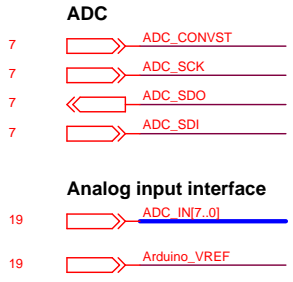 ADC
7 ADC_CONVST
7 ADC_SCK
7 ADC_SDO
7 ADC_SDI
Analog input interface
19 ADC_IN[7..0]
19 Arduino_VREF